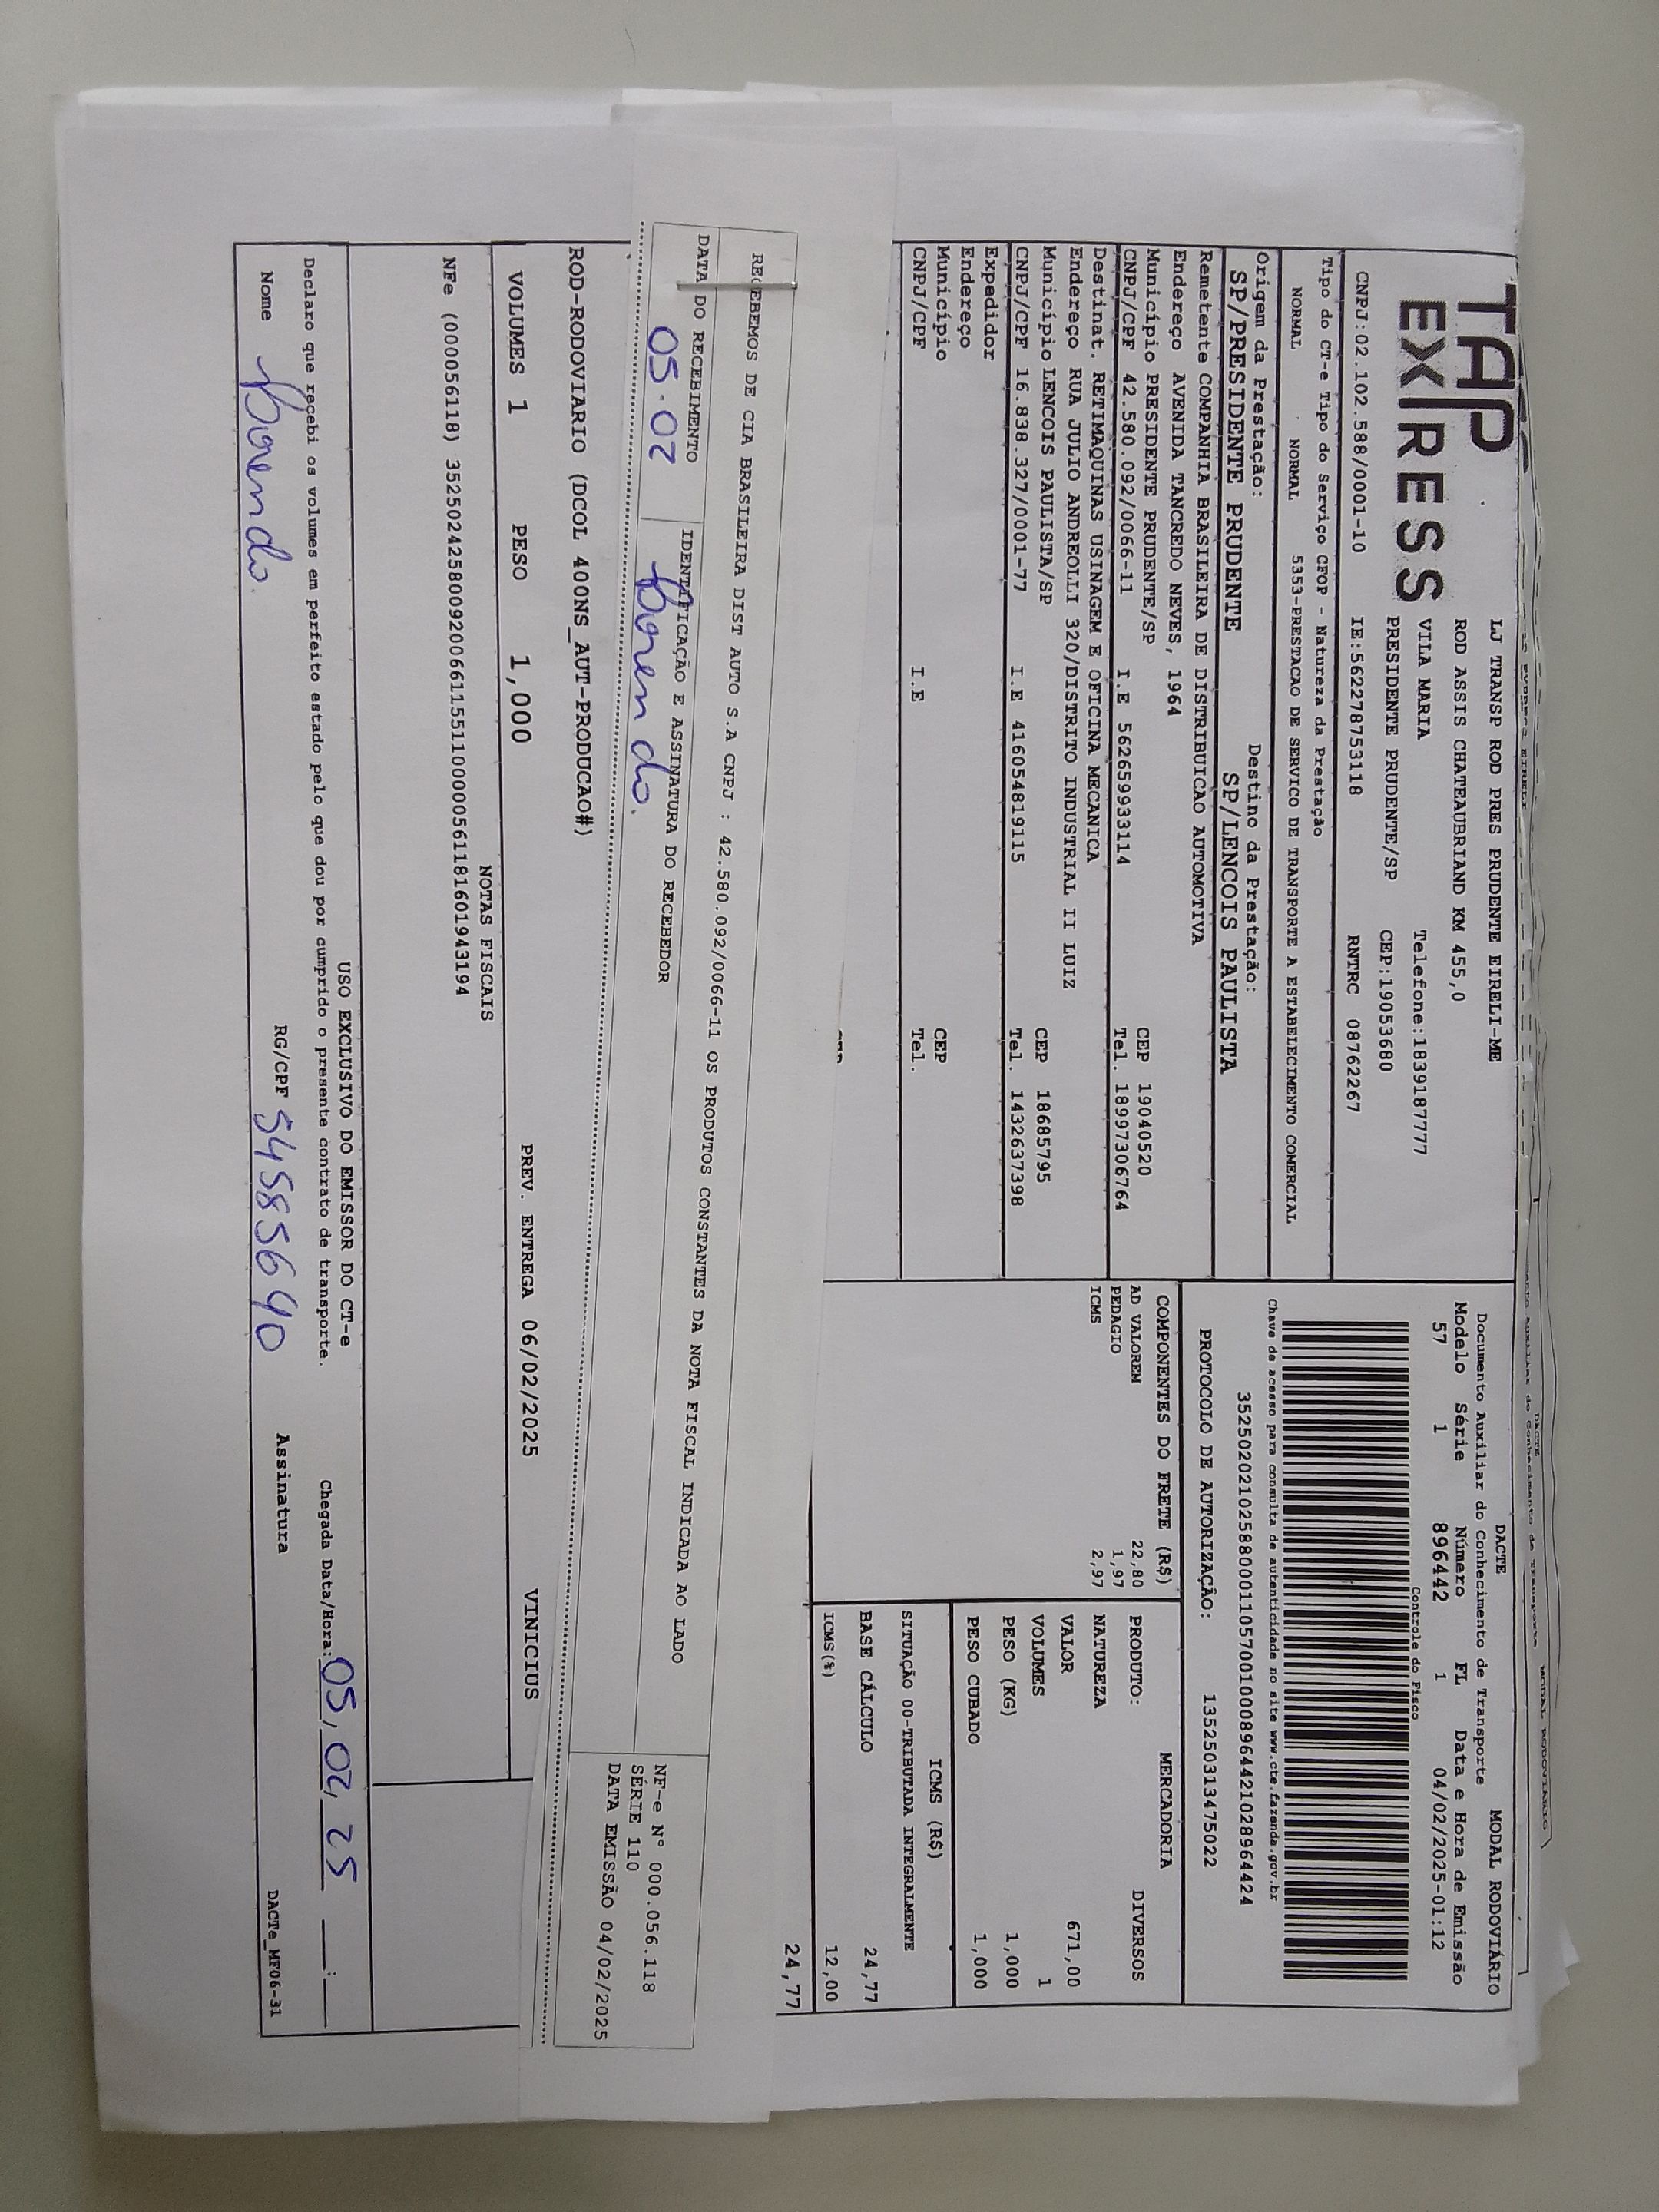 TAP
EXPRESS
LJ TRANSP ROD PRES PRUDENTE EIRELI-ME
ROD ASSIS CHATEAUBRIAND KM 455,0
VILA MARIA Telefone:1839187777
PRESIDENTE PRUDENTE/SP CEP:19053680
CNPJ:02.102.588/0001-10 IE:562278753118 RNTRC 08762267
Tipo do CT-e Tipo do Serviço CFOP - Natureza da Prestação
NORMAL NORMAL 5353-PRESTACAO DE SERVICO DE TRANSPORTE A ESTABELECIMENTO COMERCIAL
Origem da Prestação: Destino da Prestação:
SP/PRESIDENTE PRUDENTE SP/LENCOIS PAULISTA
Remetente COMPANHIA BRASILEIRA DE DISTRIBUICAO AUTOMOTIVA
Endereço AVENIDA TANCREDO NEVES, 1964
Município PRESIDENTE PRUDENTE/SP CEP 19040520
CNPJ/CPF 42.580.092/0066-11 I.E 562659933114 Tel. 18997306764
Destinat. RETIMAQUINAS USINAGEM E OFICINA MECANICA
Endereço RUA JULIO ANDREOLLI 320/DISTRITO INDUSTRIAL II LUIZ
Município LENCOIS PAULISTA/SP CEP 18685795
CNPJ/CPF 16.838.327/0001-77 I.E 416054819115 Tel. 1432637398
Expedidor
Endereço
Município CEP
CNPJ/CPF I.E Tel.
DACTE MODAL RODOVIÁRIO
Documento Auxiliar do Conhecimento de Transporte
Modelo Série Número FL Data e Hora de Emissão
57 1 896442 1 04/02/2025-01:12
Controle do Fisco
Chave de acesso para consulta de autenticidade no site www.cte.fazenda.gov.br
35250202102588000110570010008964421028964424
PROTOCOLO DE AUTORIZAÇÃO: 135250313475022
COMPONENTES DO FRETE (R$)
AD VALOREM 22,80
PEDAGIO 1,97
ICMS 2,97
MERCADORIA
PRODUTO: DIVERSOS
NATUREZA
VALOR 671,00
VOLUMES 1
PESO (KG) 1,000
PESO CUBADO 1,000
ICMS (R$)
SITUAÇÃO 00-TRIBUTADA INTEGRALMENTE
BASE CÁLCULO 24,77
ICMS(%) 12,00
24,77
RECEBEMOS DE CIA BRASILEIRA DIST AUTO S.A CNPJ : 42.580.092/0066-11 OS PRODUTOS CONSTANTES DA NOTA FISCAL INDICADA AO LADO
DATA DO RECEBIMENTO IDENTIFICAÇÃO E ASSINATURA DO RECEBEDOR
05.02
NF-e N° 000.056.118
SÉRIE 110
DATA EMISSÃO 04/02/2025
ROD-RODOVIARIO (DCOL 400NS_AUT-PRODUCAO#)
VOLUMES 1 PESO 1,000 PREV. ENTREGA 06/02/2025 VINICIUS
NOTAS FISCAIS
NFe (000056118) 35250242580092006611551100000561181601943194
USO EXCLUSIVO DO EMISSOR DO CT-e
Declaro que recebi os volumes em perfeito estado pelo que dou por cumprido o presente contrato de transporte. Chegada Data/Hora: 05,02,25 __:__
Nome RG/CPF 545855690 Assinatura
DACTe_MF06-31